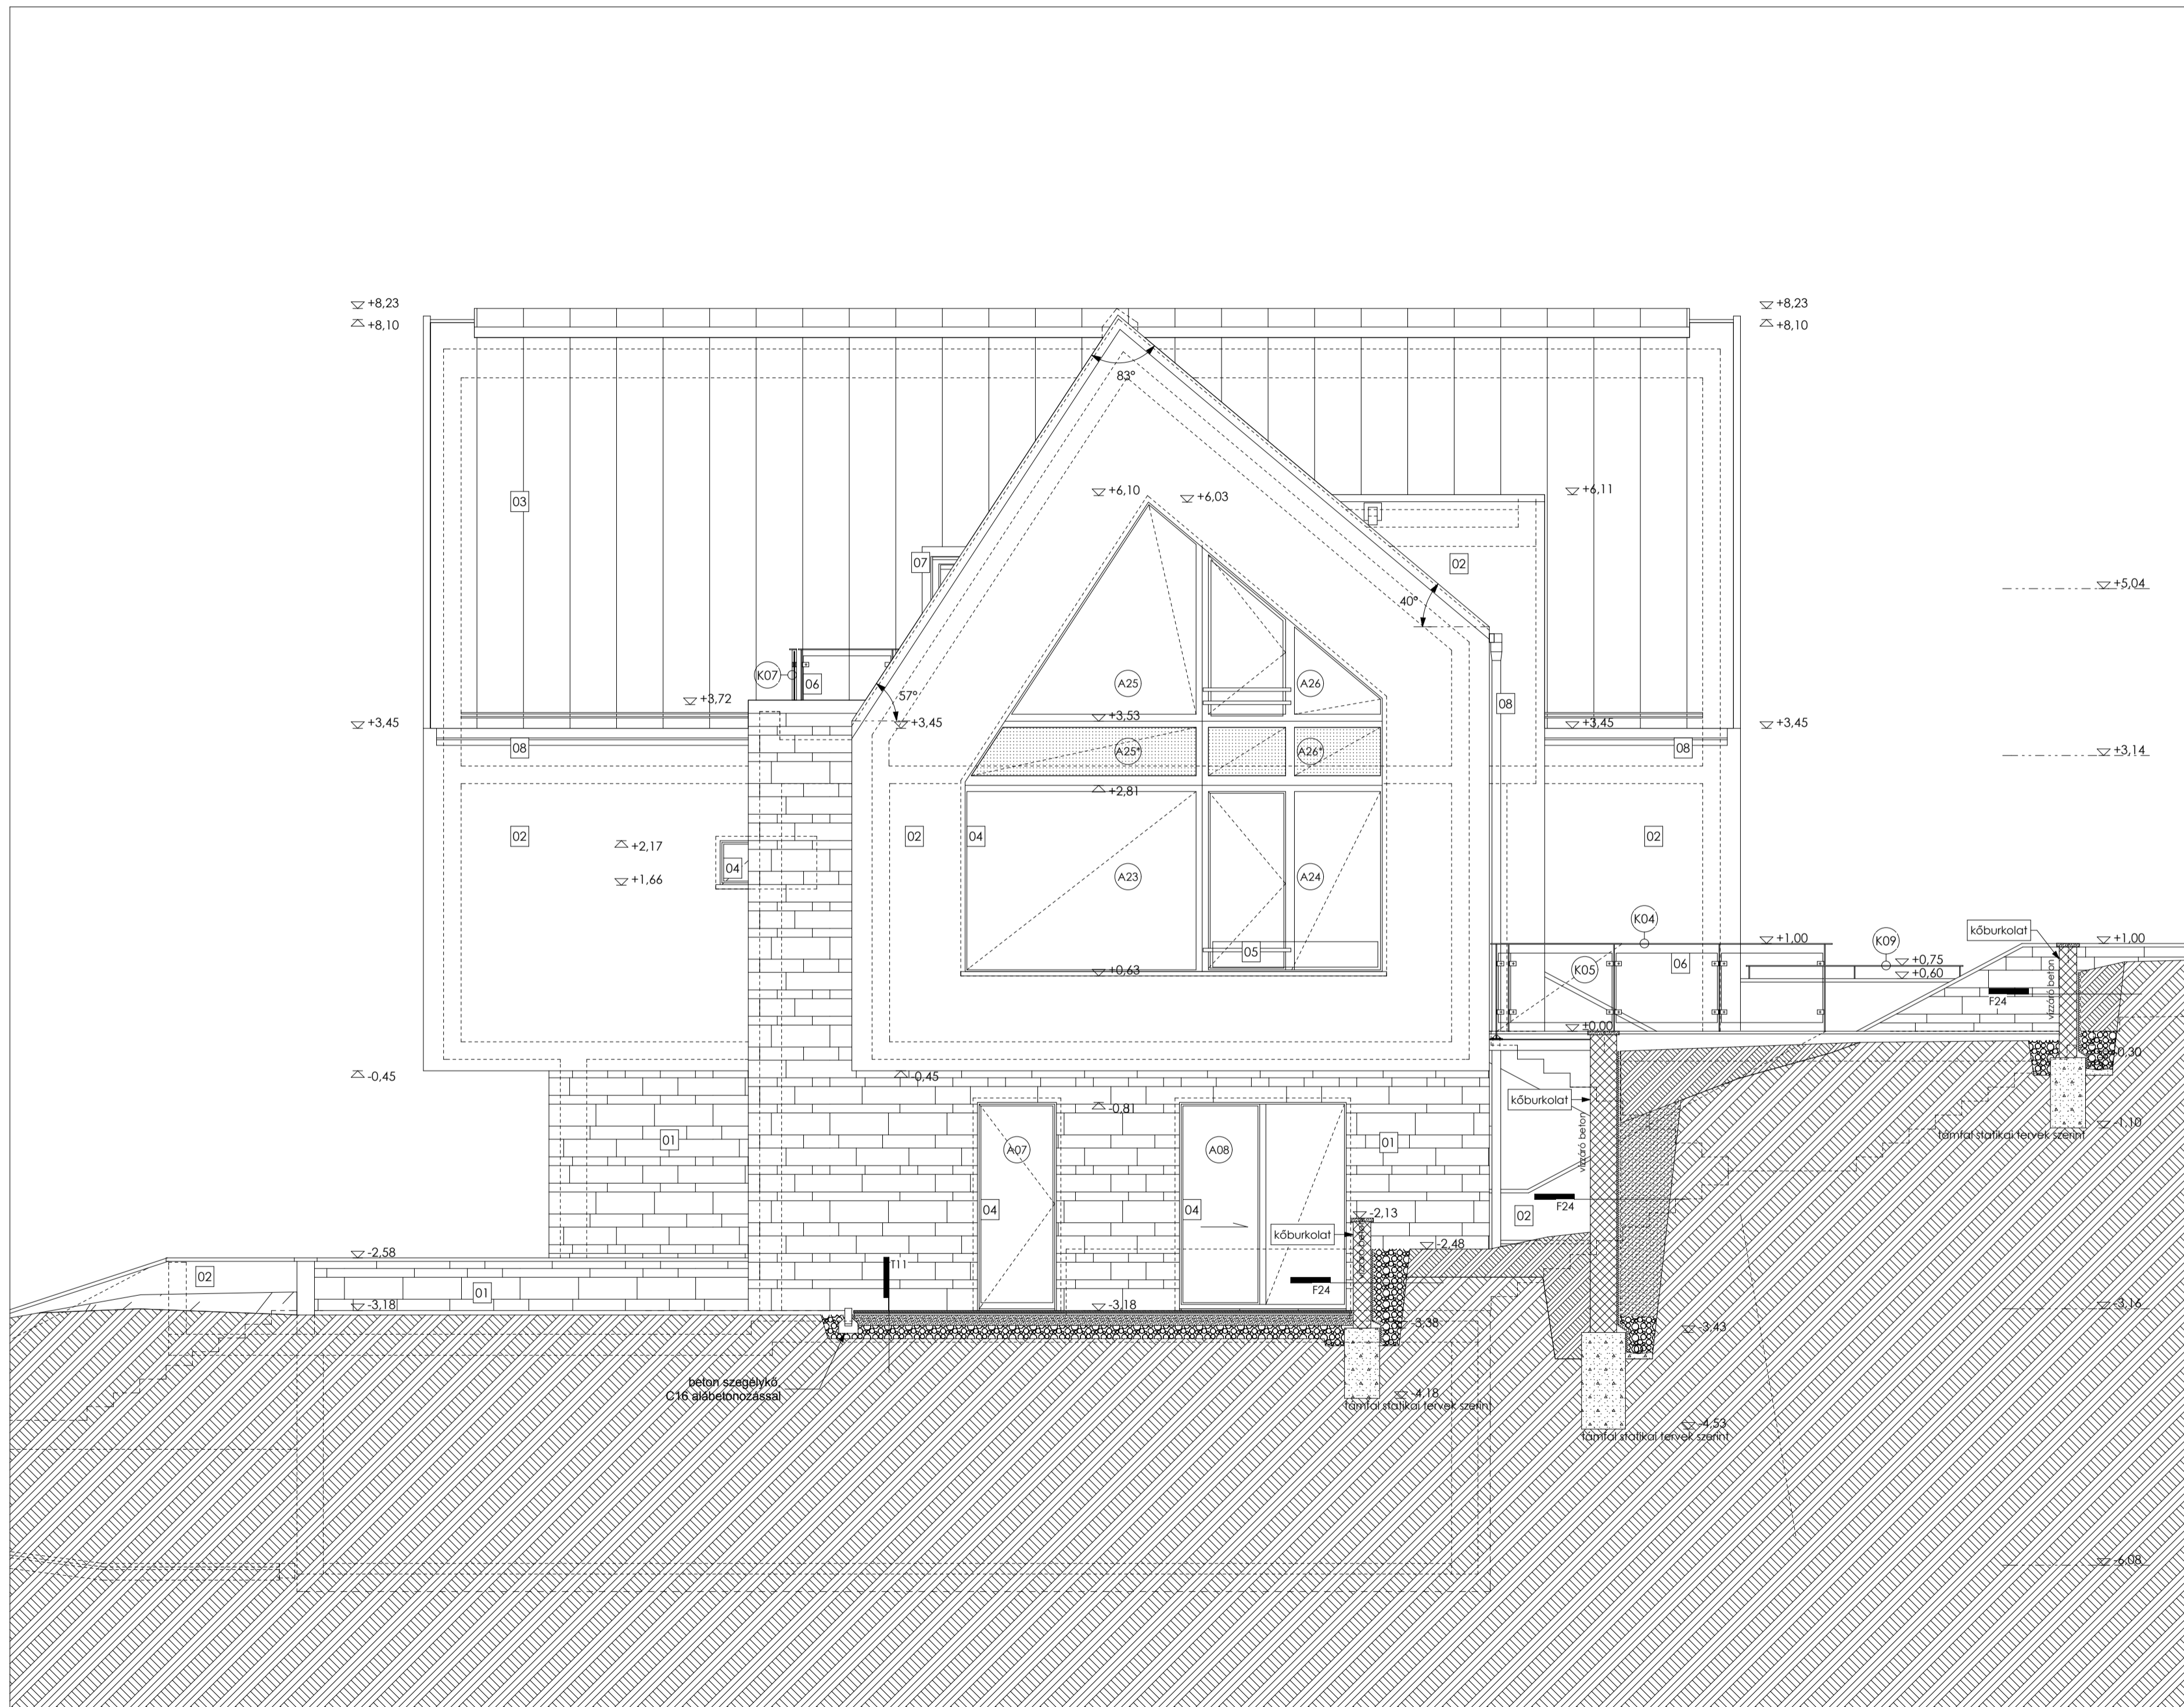 +8,23
+8,23
+8,10
+8,10
83°
+6,10
+6,03
+6,11
03
07
02
+5,04
40°
K07
06
A25
A26
57°
+3,72
08
+3,45
+3,45
+3,53
+3,45
+3,45
08
A25*
A26*
08
+3,14
+2,81
02
+2,17
02
04
02
04
+1,66
A23
A24
K04
kőburkolat
+1,00
K09
+1,00
05
+0,63
K05
06
+0,75
+0,60
vízzáró beton
F24
±0,00
-0,30
-0,45
-0,45
kőburkolat
-0,81
-1,10
támfal statikai tervek szerint
01
A07
A08
01
vízzáró beton
04
04
-2,13
F24
02
kőburkolat
-2,48
-2,58
02
T11
01
F24
-3,18
-3,18
-3,16
-3,38
-3,43
beton szegélykő,
C16 alábetonozással
-4,18
támfal statikai tervek szerint
-4,53
támfal statikai tervek szerint
-6,08